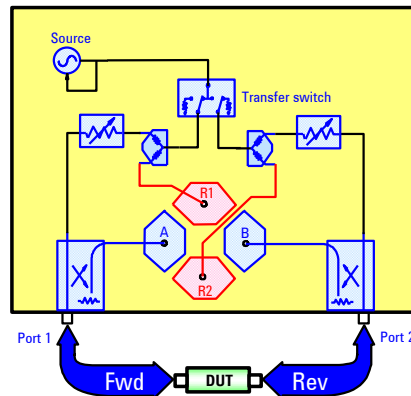 Source
Transfer switch
R1
A
B
R2
Port 1
Port 2
Fwd
DUT
Rev